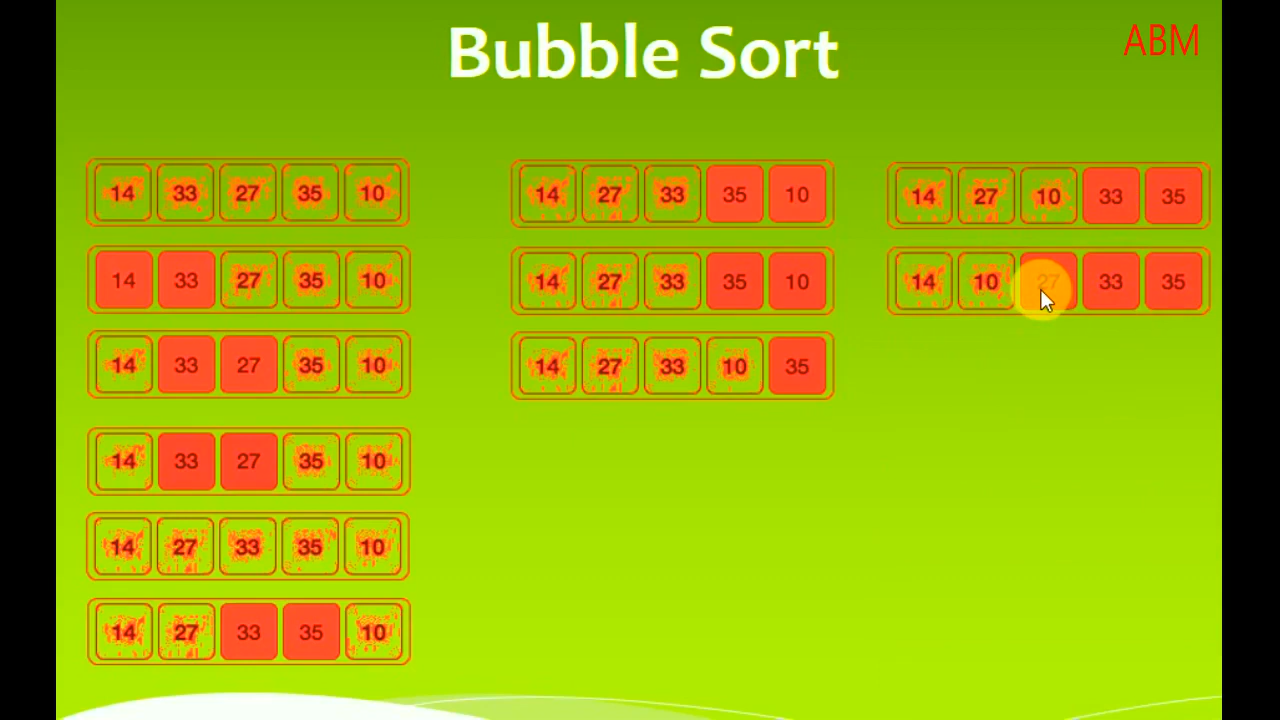 Bubble Sort
ABM
14 33 27 35 10
14 33 27 35 10
14 33 27 35 10
14 33 27 35 10
14 27 33 35 10
14 27 33 35 10
14 27 33 35 10
14 27 33 35 10
14 27 33 10 35
14 27 10 33 35
14 10 27 33 35